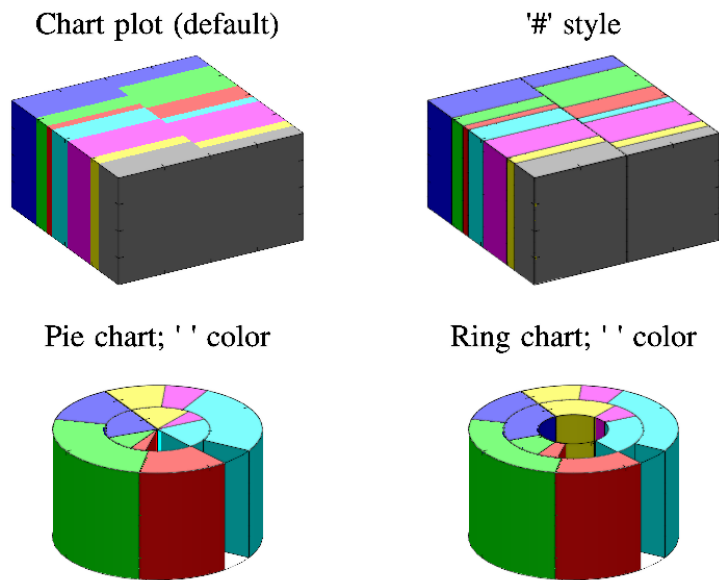 Chart plot (default)
'#' style
Pie chart; ' ' color
Ring chart; ' ' color